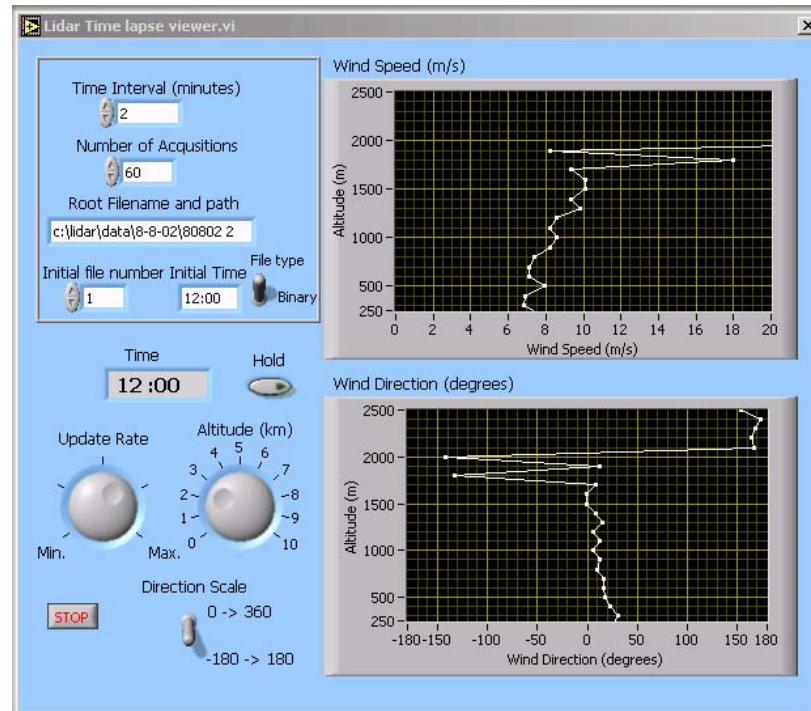 Lidar Time lapse viewer.vi
Time Interval (minutes)
2
Number of Acqusitions
60
Root Filename and path
c:\lidar\data\8-8-02\80802 2
Initial file number
1
Initial Time
12:00
File type
Binary
Time
12 :00
Hold
Update Rate
Min.
Max.
Altitude (km)
0
1
2
3
4
5
6
7
8
9
10
Direction Scale
0 -> 360
-180 -> 180
STOP
Wind Speed (m/s)
Altitude (m)
2500
2000
1500
1000
500
250
0 2 4 6 8 10 12 14 16 18 20
Wind Speed (m/s)
Wind Direction (degrees)
Altitude (m)
2500
2000
1500
1000
500
250
-180 -150 -100 -50 0 50 100 150 180
Wind Direction (degrees)